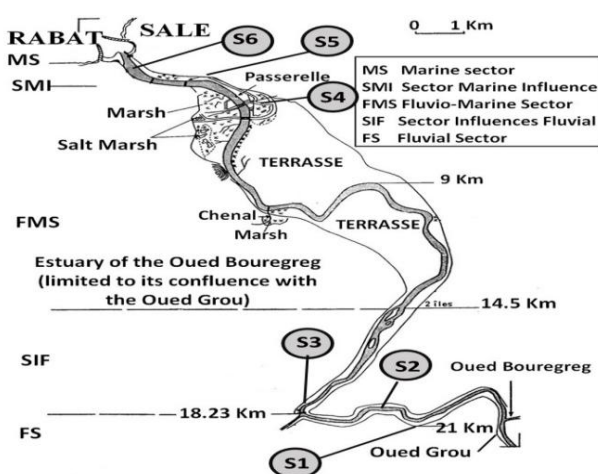 RABAT
SALE
S6
S5
0 1 Km
MS
SMI
Passerelle
S4
Marsh
Salt Marsh
MS Marine sector
SMI Sector Marine Influence
FMS Fluvio-Marine Sector
SIF Sector Influences Fluvial
FS Fluvial Sector
TERRASSE
9 Km
Chenal
Marsh
TERRASSE
FMS
Estuary of the Oued Bouregreg
(limited to its confluence with
the Oued Grou)
2 îles
14.5 Km
S3
SIF
S2
Oued Bouregreg
18.23 Km
FS
21 Km
Oued Grou
S1